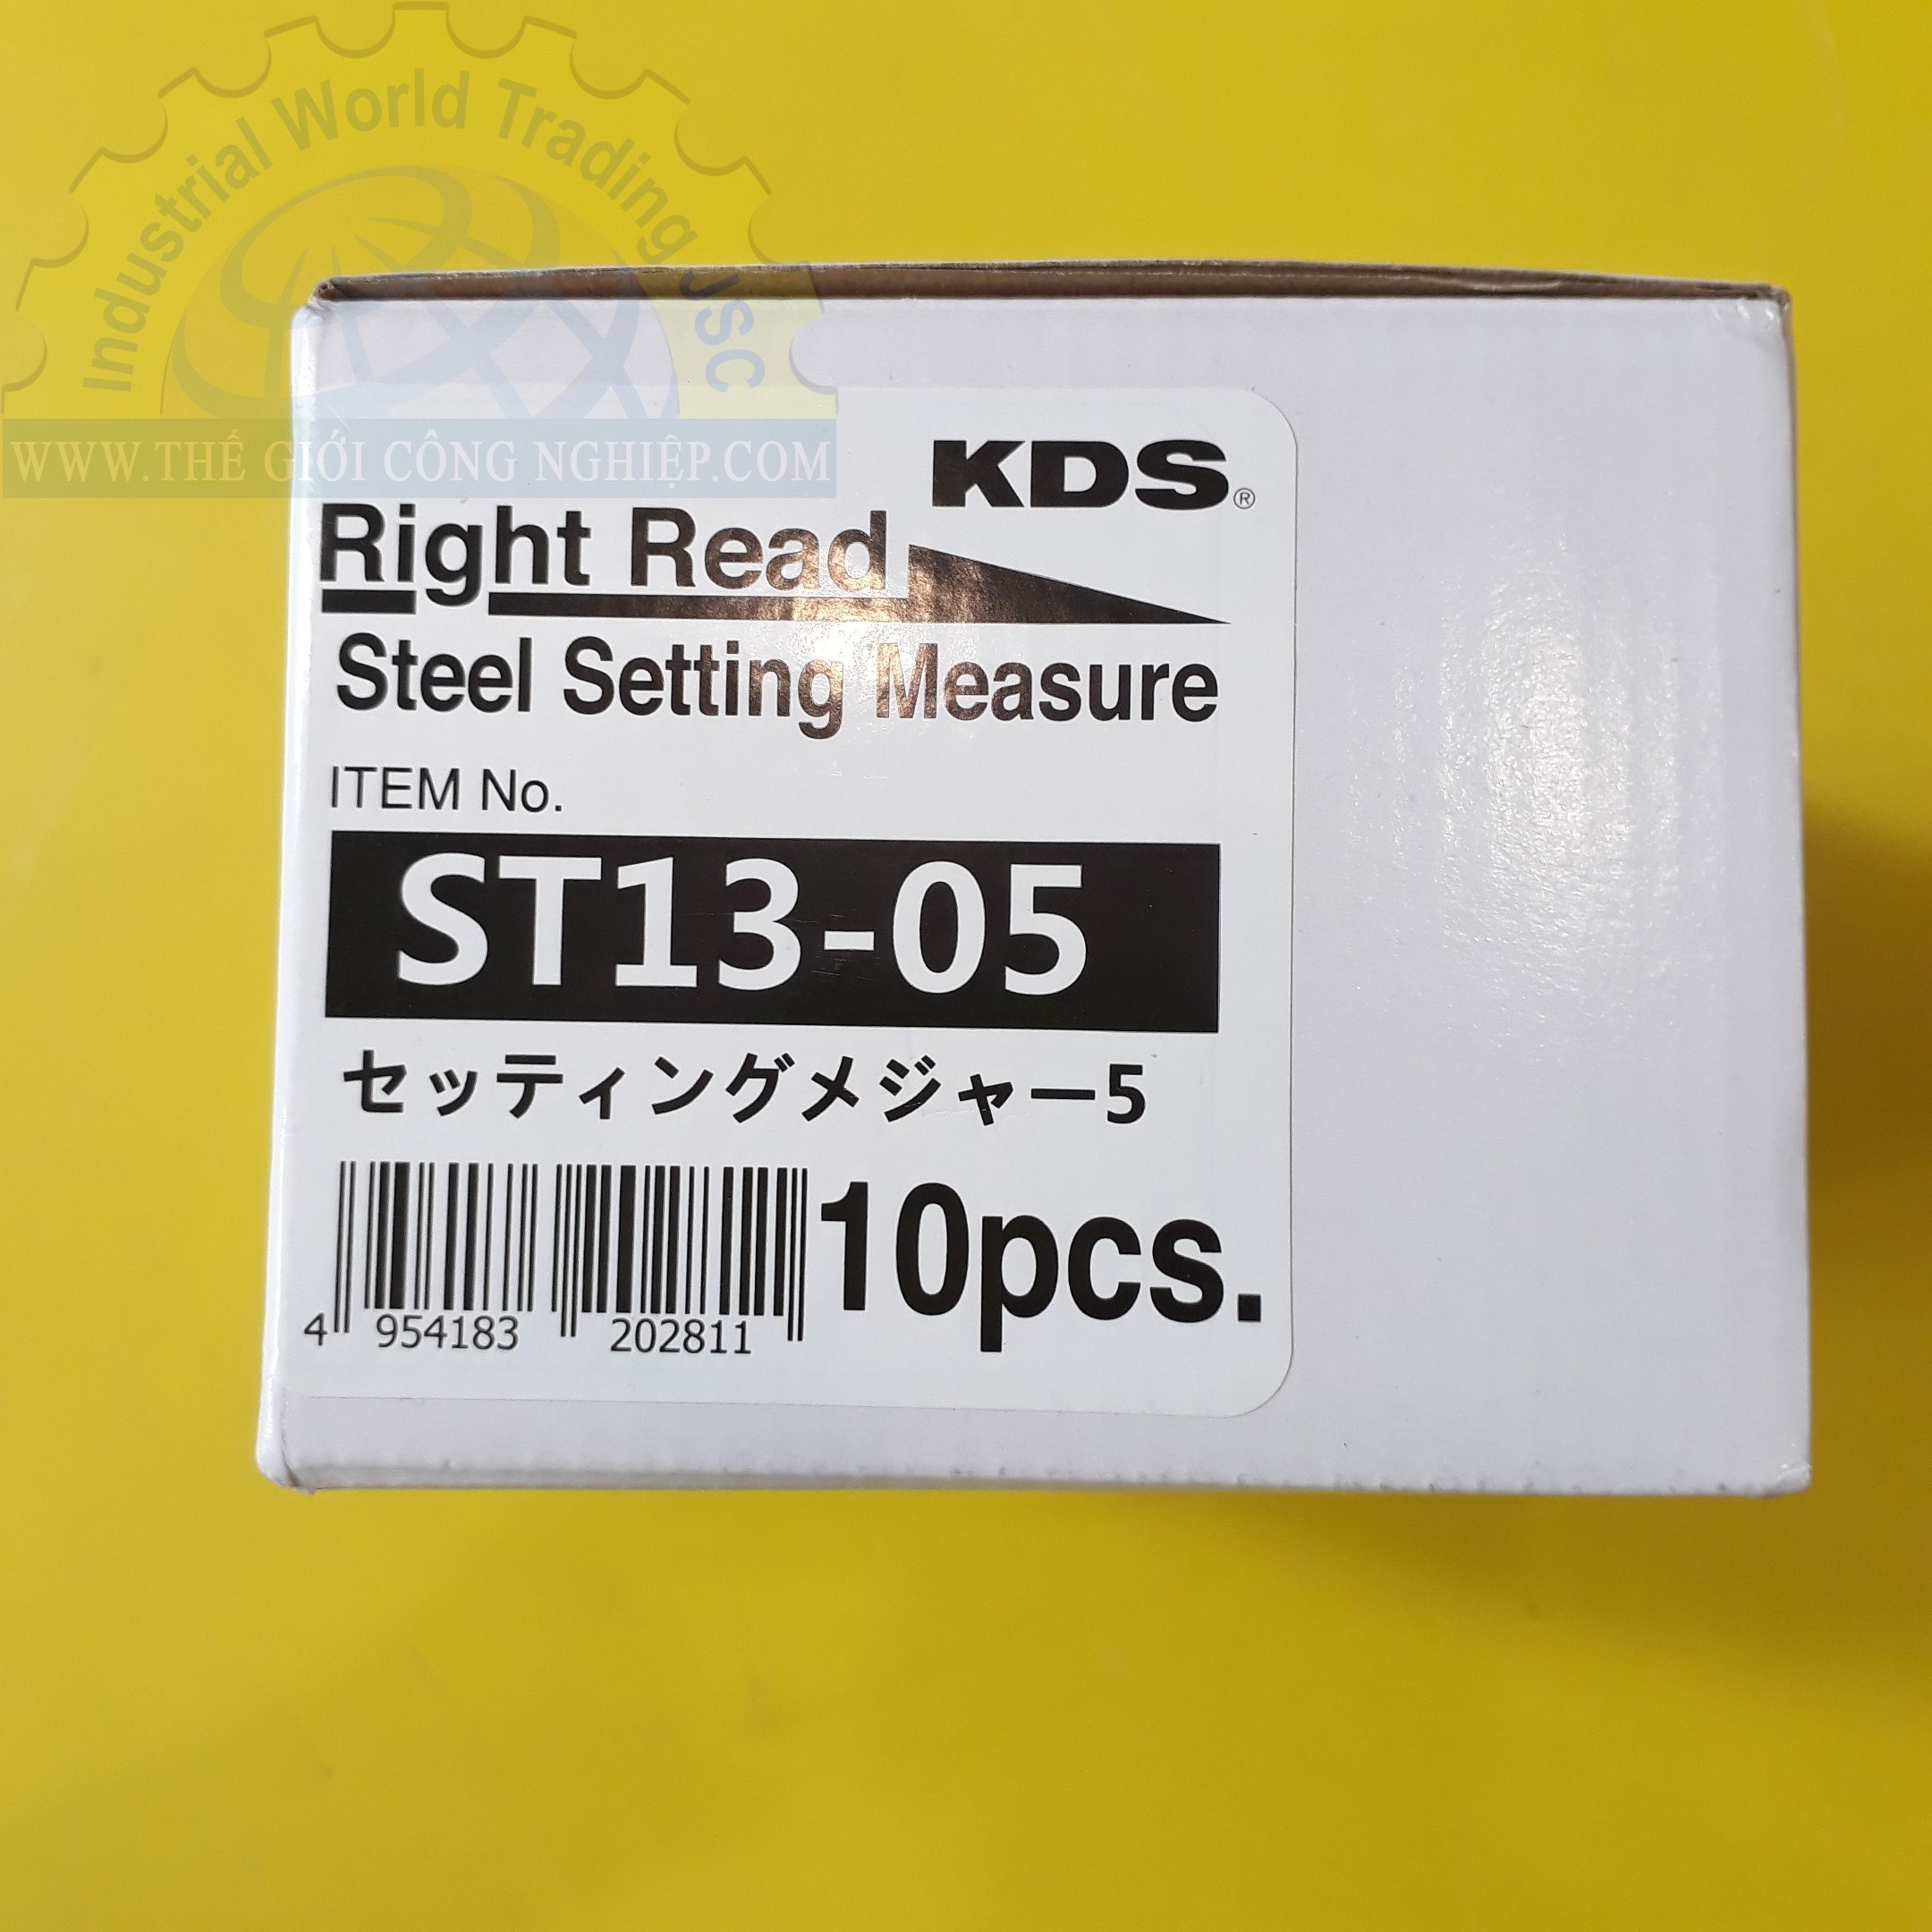 Industrial World Trading JSC
WWW.THẾ GIỚI CÔNG NGHIỆP.COM
KDS®
Right Read
Steel Setting Measure
ITEM No.
ST13-05
セッティングメジャー5
10pcs.
4 954183 202811